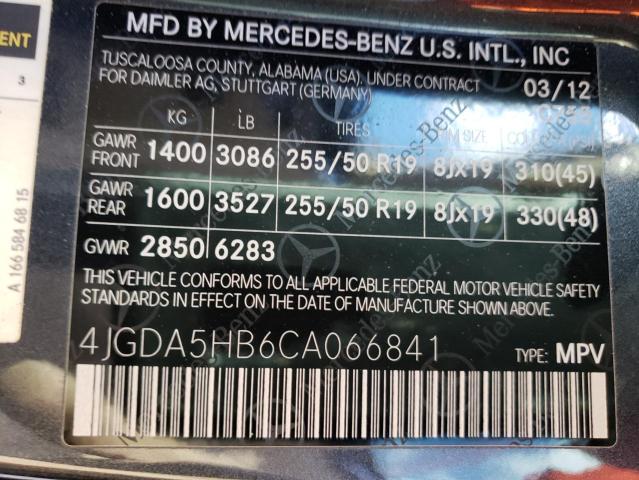 MFD BY MERCEDES-BENZ U.S. INTL., INC
TUSCALOOSA COUNTY, ALABAMA (USA). UNDER CONTRACT
FOR DAIMLER AG, STUTTGART (GERMANY)
03/12
KG LB TIRES SIZE
GAWR FRONT 1400 3086 255/50 R19 8Jx19 310(45)
GAWR REAR 1600 3527 255/50 R19 8Jx19 330(48)
GVWR 2850 6283
THIS VEHICLE CONFORMS TO ALL APPLICABLE FEDERAL MOTOR VEHICLE SAFETY
STANDARDS IN EFFECT ON THE DATE OF MANUFACTURE SHOWN ABOVE.
4JGDA5HB6CA066841 TYPE: MPV
3
A 166 584 68 15
Mercedes-Benz